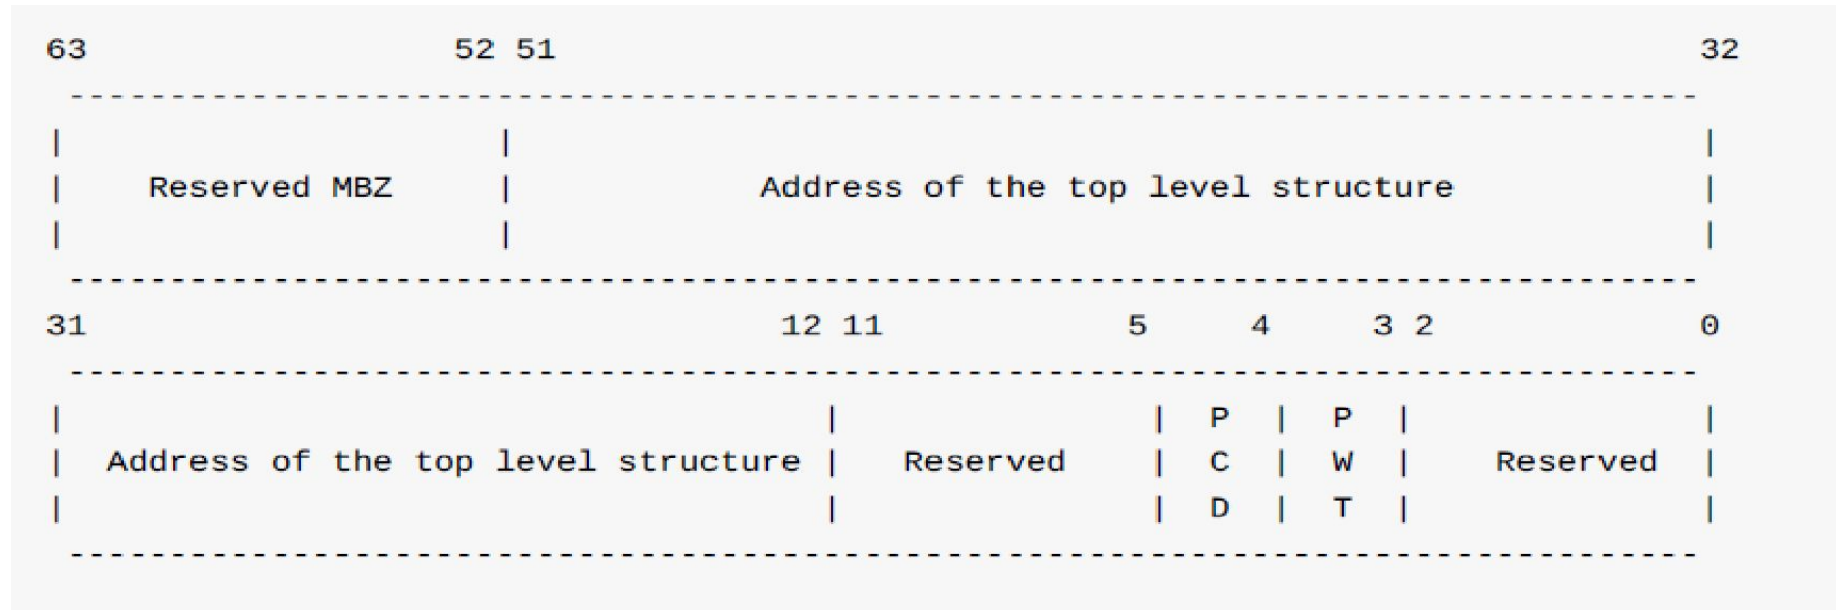 63                  52 51                                                        32
 --------------------------------------------------------------------------------
|                     |                                                           |
|    Reserved MBZ     |            Address of the top level structure             |
|                     |                                                           |
 --------------------------------------------------------------------------------
31                                  12 11            5     4     3 2             0
 --------------------------------------------------------------------------------
|                                     |               |  P  |  P  |              |
|  Address of the top level structure |   Reserved    |  C  |  W  |    Reserved  |
|                                     |               |  D  |  T  |              |
 --------------------------------------------------------------------------------